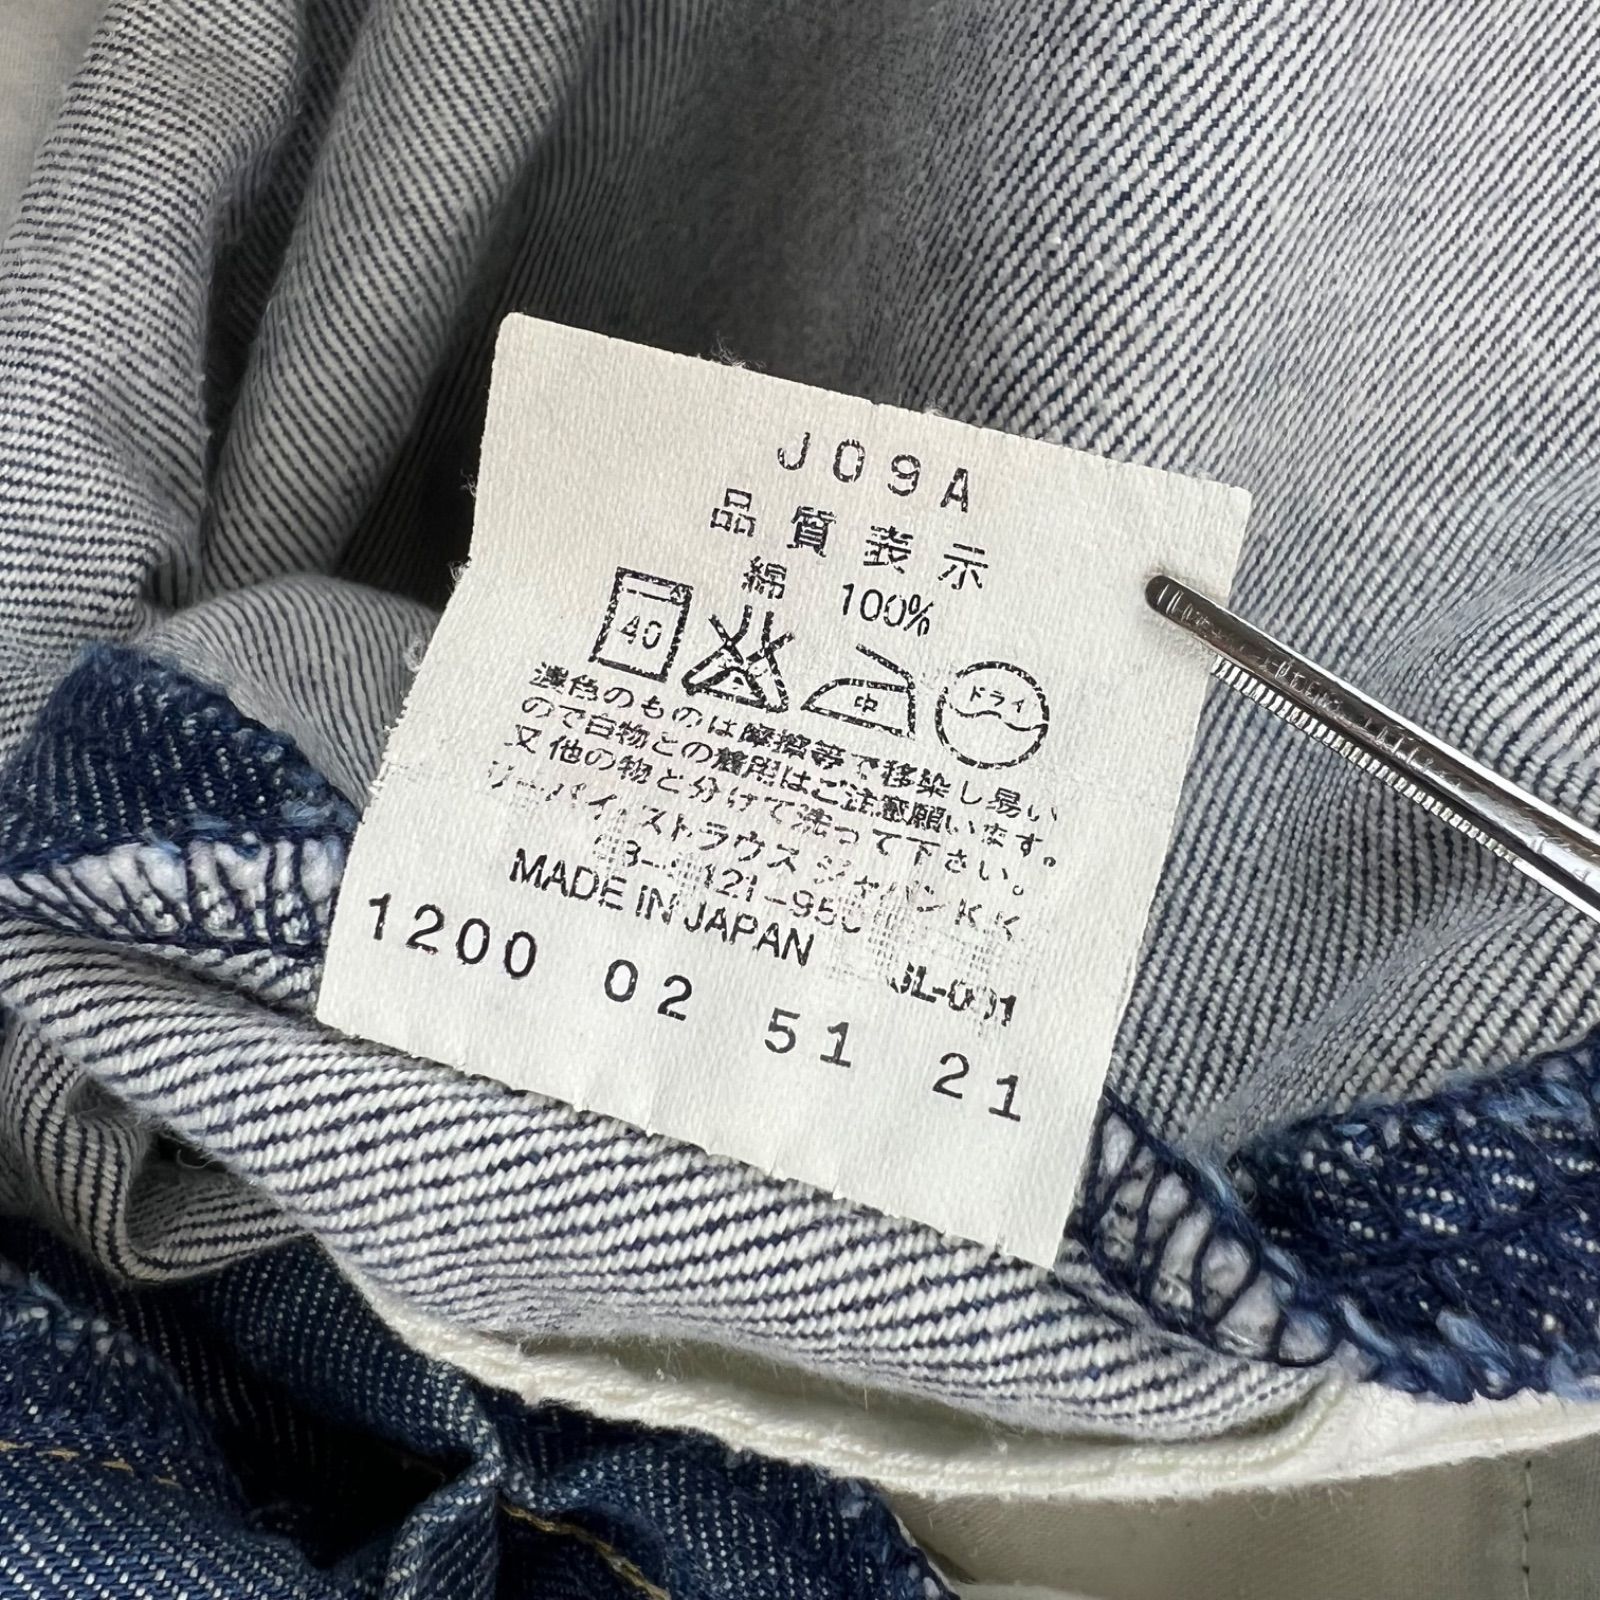 J09A
品質表示
綿 100%
40 中 ドライ
濃色のものは摩擦等で移染し易い
ので白物との着用はご注意願います。
又他の物と分けて洗って下さい。
リーバイ・ストラウス ジャパン K K
MADE IN JAPAN
1200 02 51 21